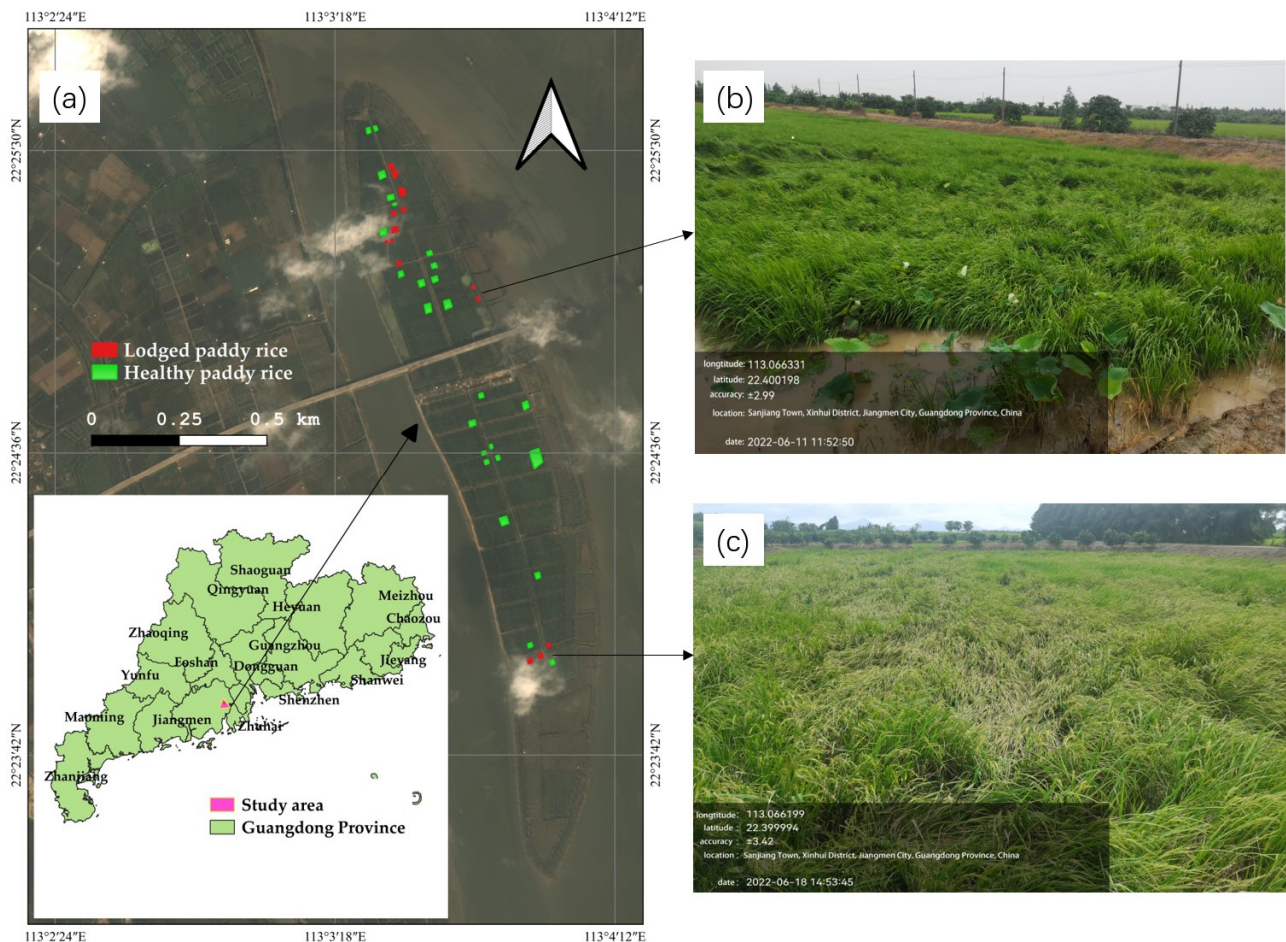 113°2′24″E 113°3′18″E 113°4′12″E
(a)
22°25′30″N
22°24′36″N
22°23′42″N
22°25′30″N
22°24′36″N
22°23′42″N
Lodged paddy rice
Healthy paddy rice
0 0.25 0.5 km
Shaoguan
Qingyuan
Heyuan
Meizhou
Chaozou
Zhaoqing
Guangzhou
Jieyang
Foshan
Dongguan
Yunfu
Shanwei
Shenzhen
Maoming
Jiangmen
Zhuhai
Zhanjiang
Study area
Guangdong Province
113°2′24″E 113°3′18″E 113°4′12″E
(b)
longtitude: 113.066331
latitude: 22.400198
accuracy: ±2.99
location: Sanjiang Town, Xinhui District, Jiangmen City, Guangdong Province, China
date: 2022-06-11 11:52:50
(c)
longtitude: 113.066199
latitude: 22.399994
accuracy: ±3.42
location: Sanjiang Town, Xinhui District, Jiangmen City, Guangdong Province, China
date: 2022-06-18 14:53:45